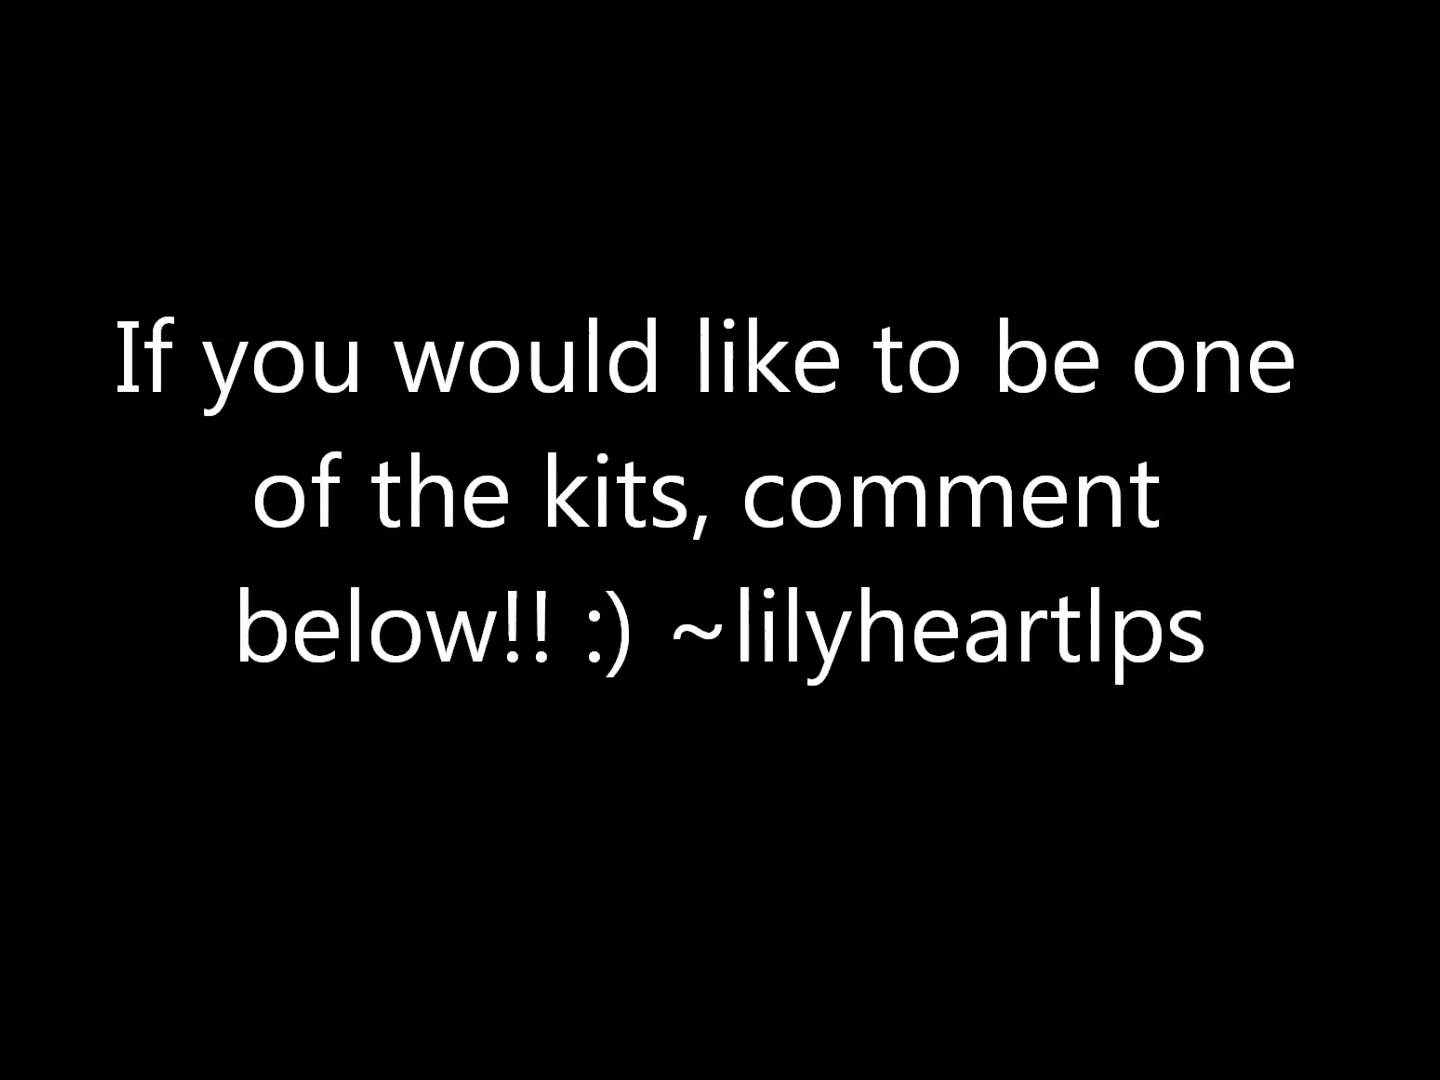 If you would like to be one
of the kits, comment
below!! :) ~lilyheartlps